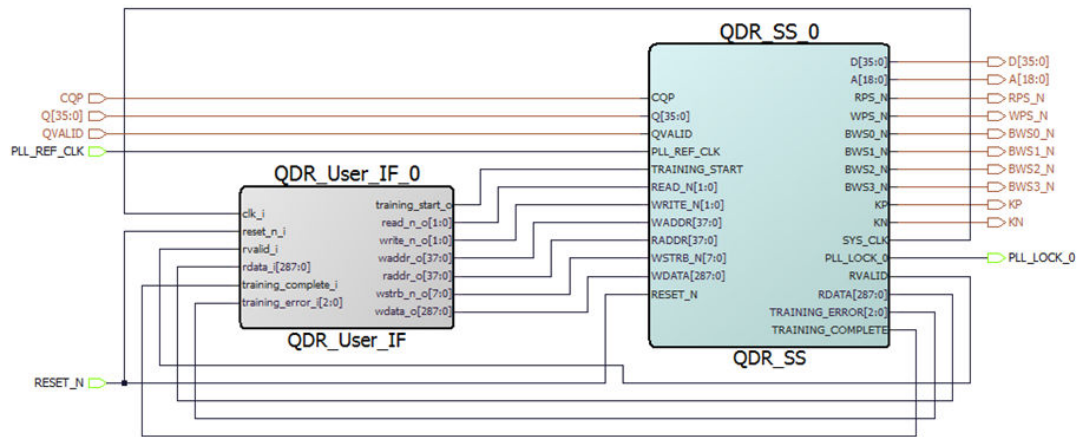 QDR_SS_0
D[35:0]
D[35:0]
A[18:0]
A[18:0]
CQP
CQP
RPS_N
RPS_N
Q[35:0]
Q[35:0]
WPS_N
WPS_N
QVALID
QVALID
BWS0_N
BWS0_N
PLL_REF_CLK
PLL_REF_CLK
BWS1_N
BWS1_N
QDR_User_IF_0
TRAINING_START
BWS2_N
BWS2_N
READ_N[1:0]
BWS3_N
BWS3_N
training_start_o
WRITE_N[1:0]
KP
KP
clk_i
read_n_o[1:0]
WADDR[37:0]
KN
KN
reset_n_i
write_n_o[1:0]
RADDR[37:0]
SYS_CLK
rvalid_i
waddr_o[37:0]
WSTRB_N[7:0]
PLL_LOCK_0
PLL_LOCK_0
rdata_i[287:0]
raddr_o[37:0]
WDATA[287:0]
RVALID
training_complete_i
wstrb_n_o[7:0]
RESET_N
RDATA[287:0]
training_error_i[2:0]
wdata_o[287:0]
TRAINING_ERROR[2:0]
TRAINING_COMPLETE
QDR_User_IF
QDR_SS
RESET_N